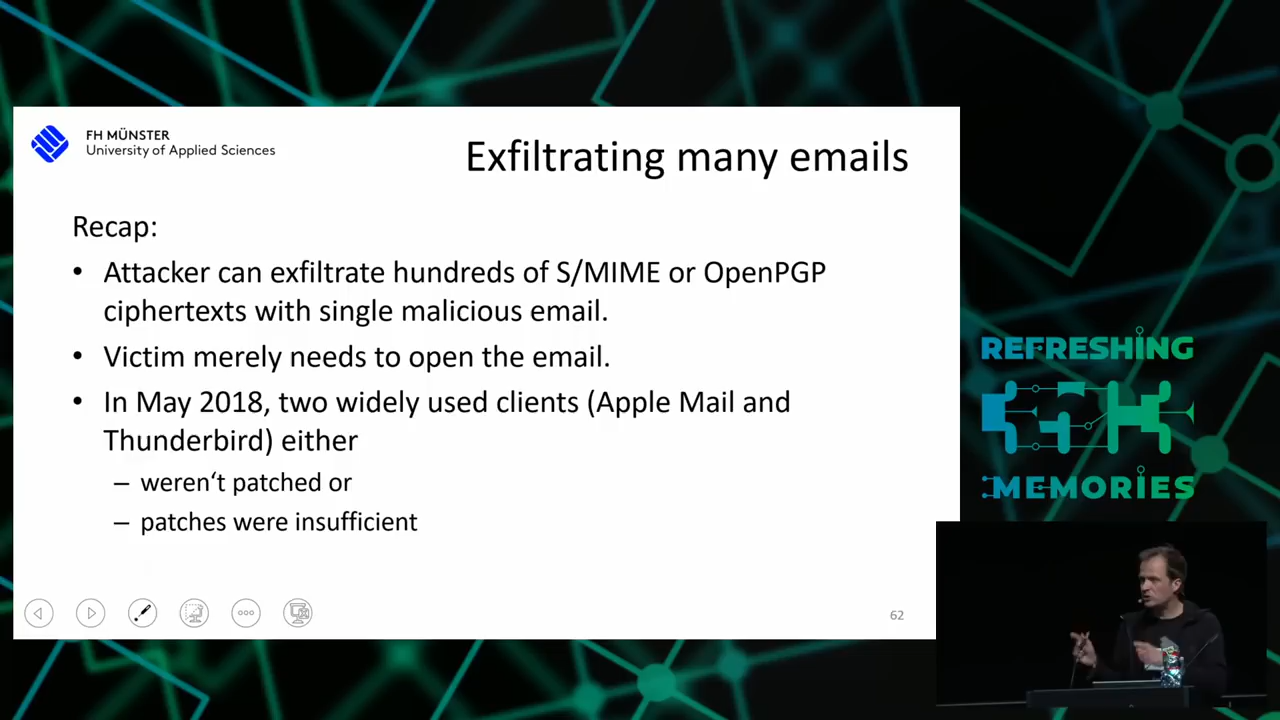 FH MÜNSTER
University of Applied Sciences
Exfiltrating many emails
Recap:
• Attacker can exfiltrate hundreds of S/MIME or OpenPGP
ciphertexts with single malicious email.
• Victim merely needs to open the email.
• In May 2018, two widely used clients (Apple Mail and
Thunderbird) either
– weren‘t patched or
– patches were insufficient
62
REFRESHING
MEMORIES